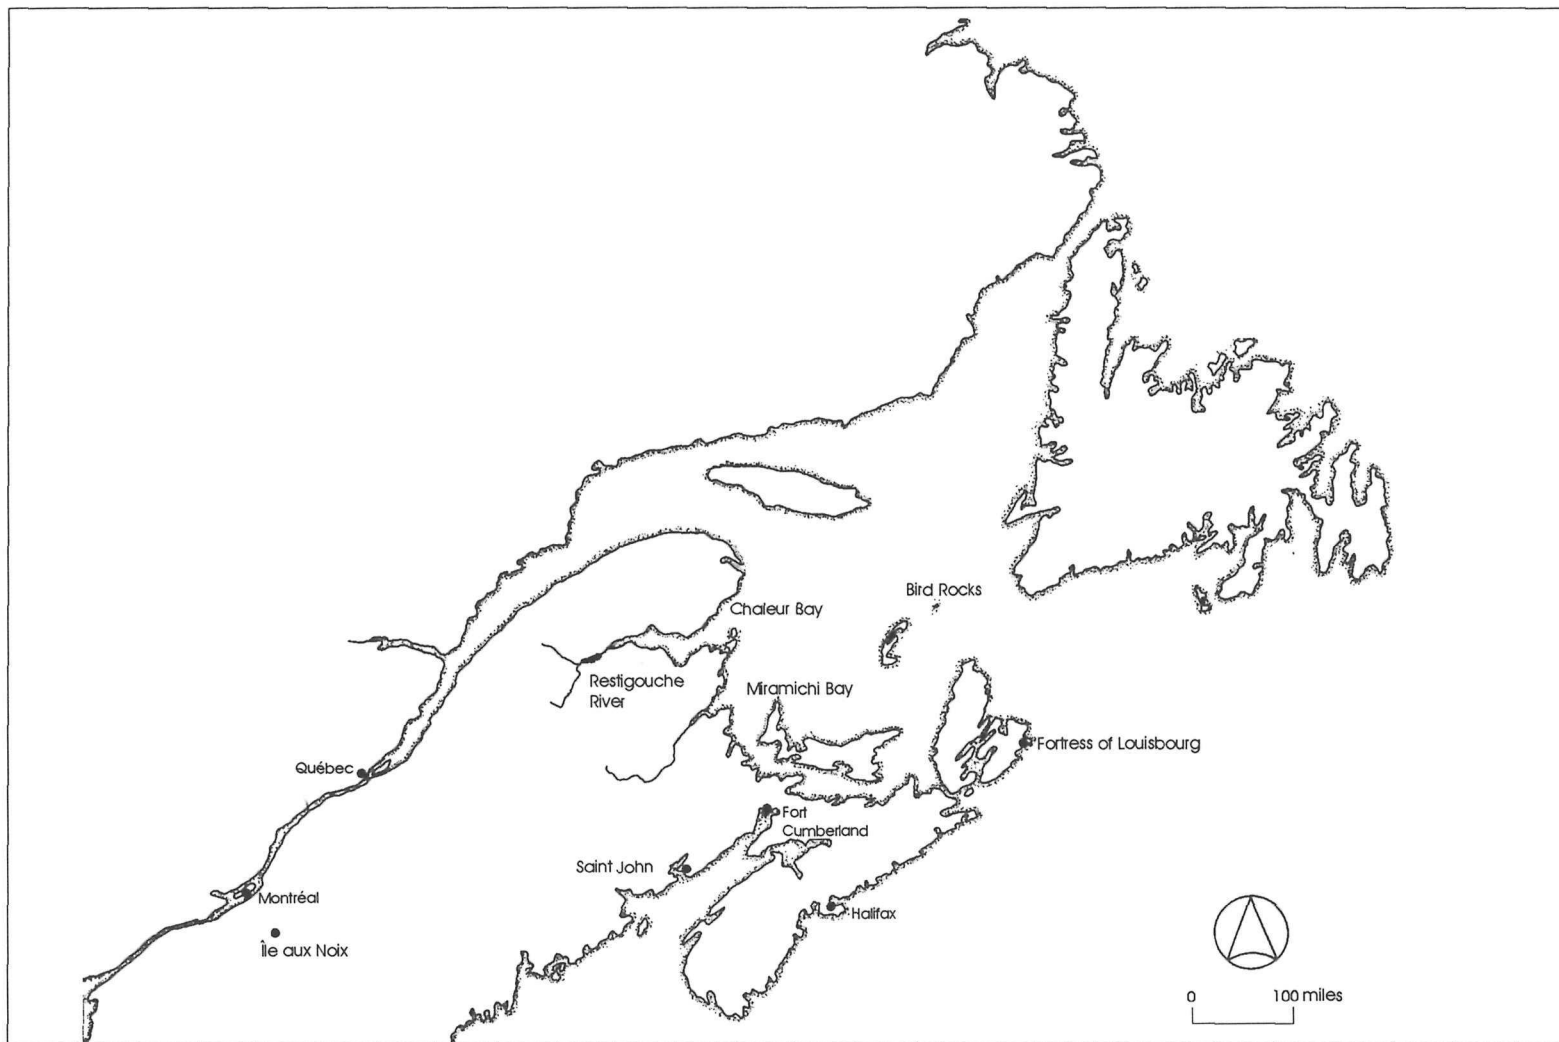 Bird Rocks
Chaleur Bay
Restigouche
River
Miramichi Bay
Fortress of Louisbourg
Québec
Fort
Cumberland
Saint John
Montréal
Halifax
Île aux Noix
0 100 miles